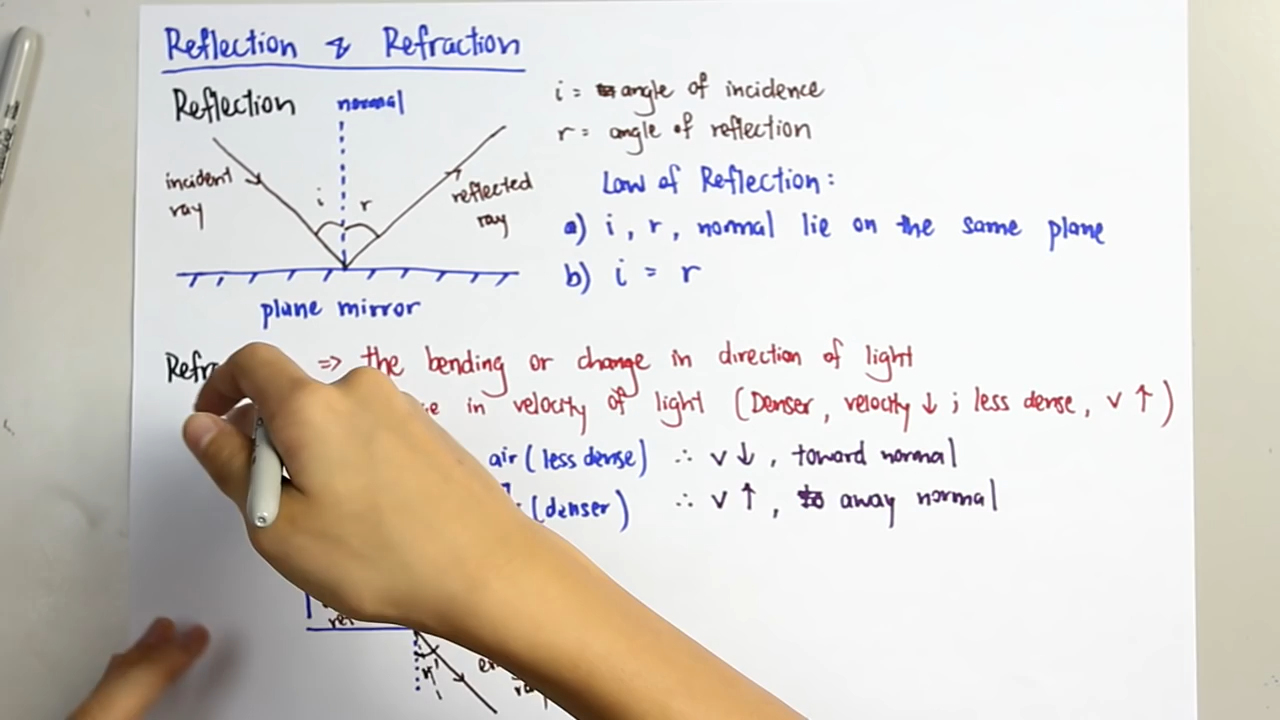 Reflection & Refraction
Reflection
normal
i = angle of incidence
r = angle of reflection
incident ray
i
r
reflected ray
Law of Reflection:
a) i, r, normal lie on the same plane
b) i = r
plane mirror
=> the bending or change in direction of light
in velocity of light (Denser, velocity ↓ ; less dense, v ↑)
air (less dense) ∴ v ↓, toward normal
(denser) ∴ v ↑, away normal